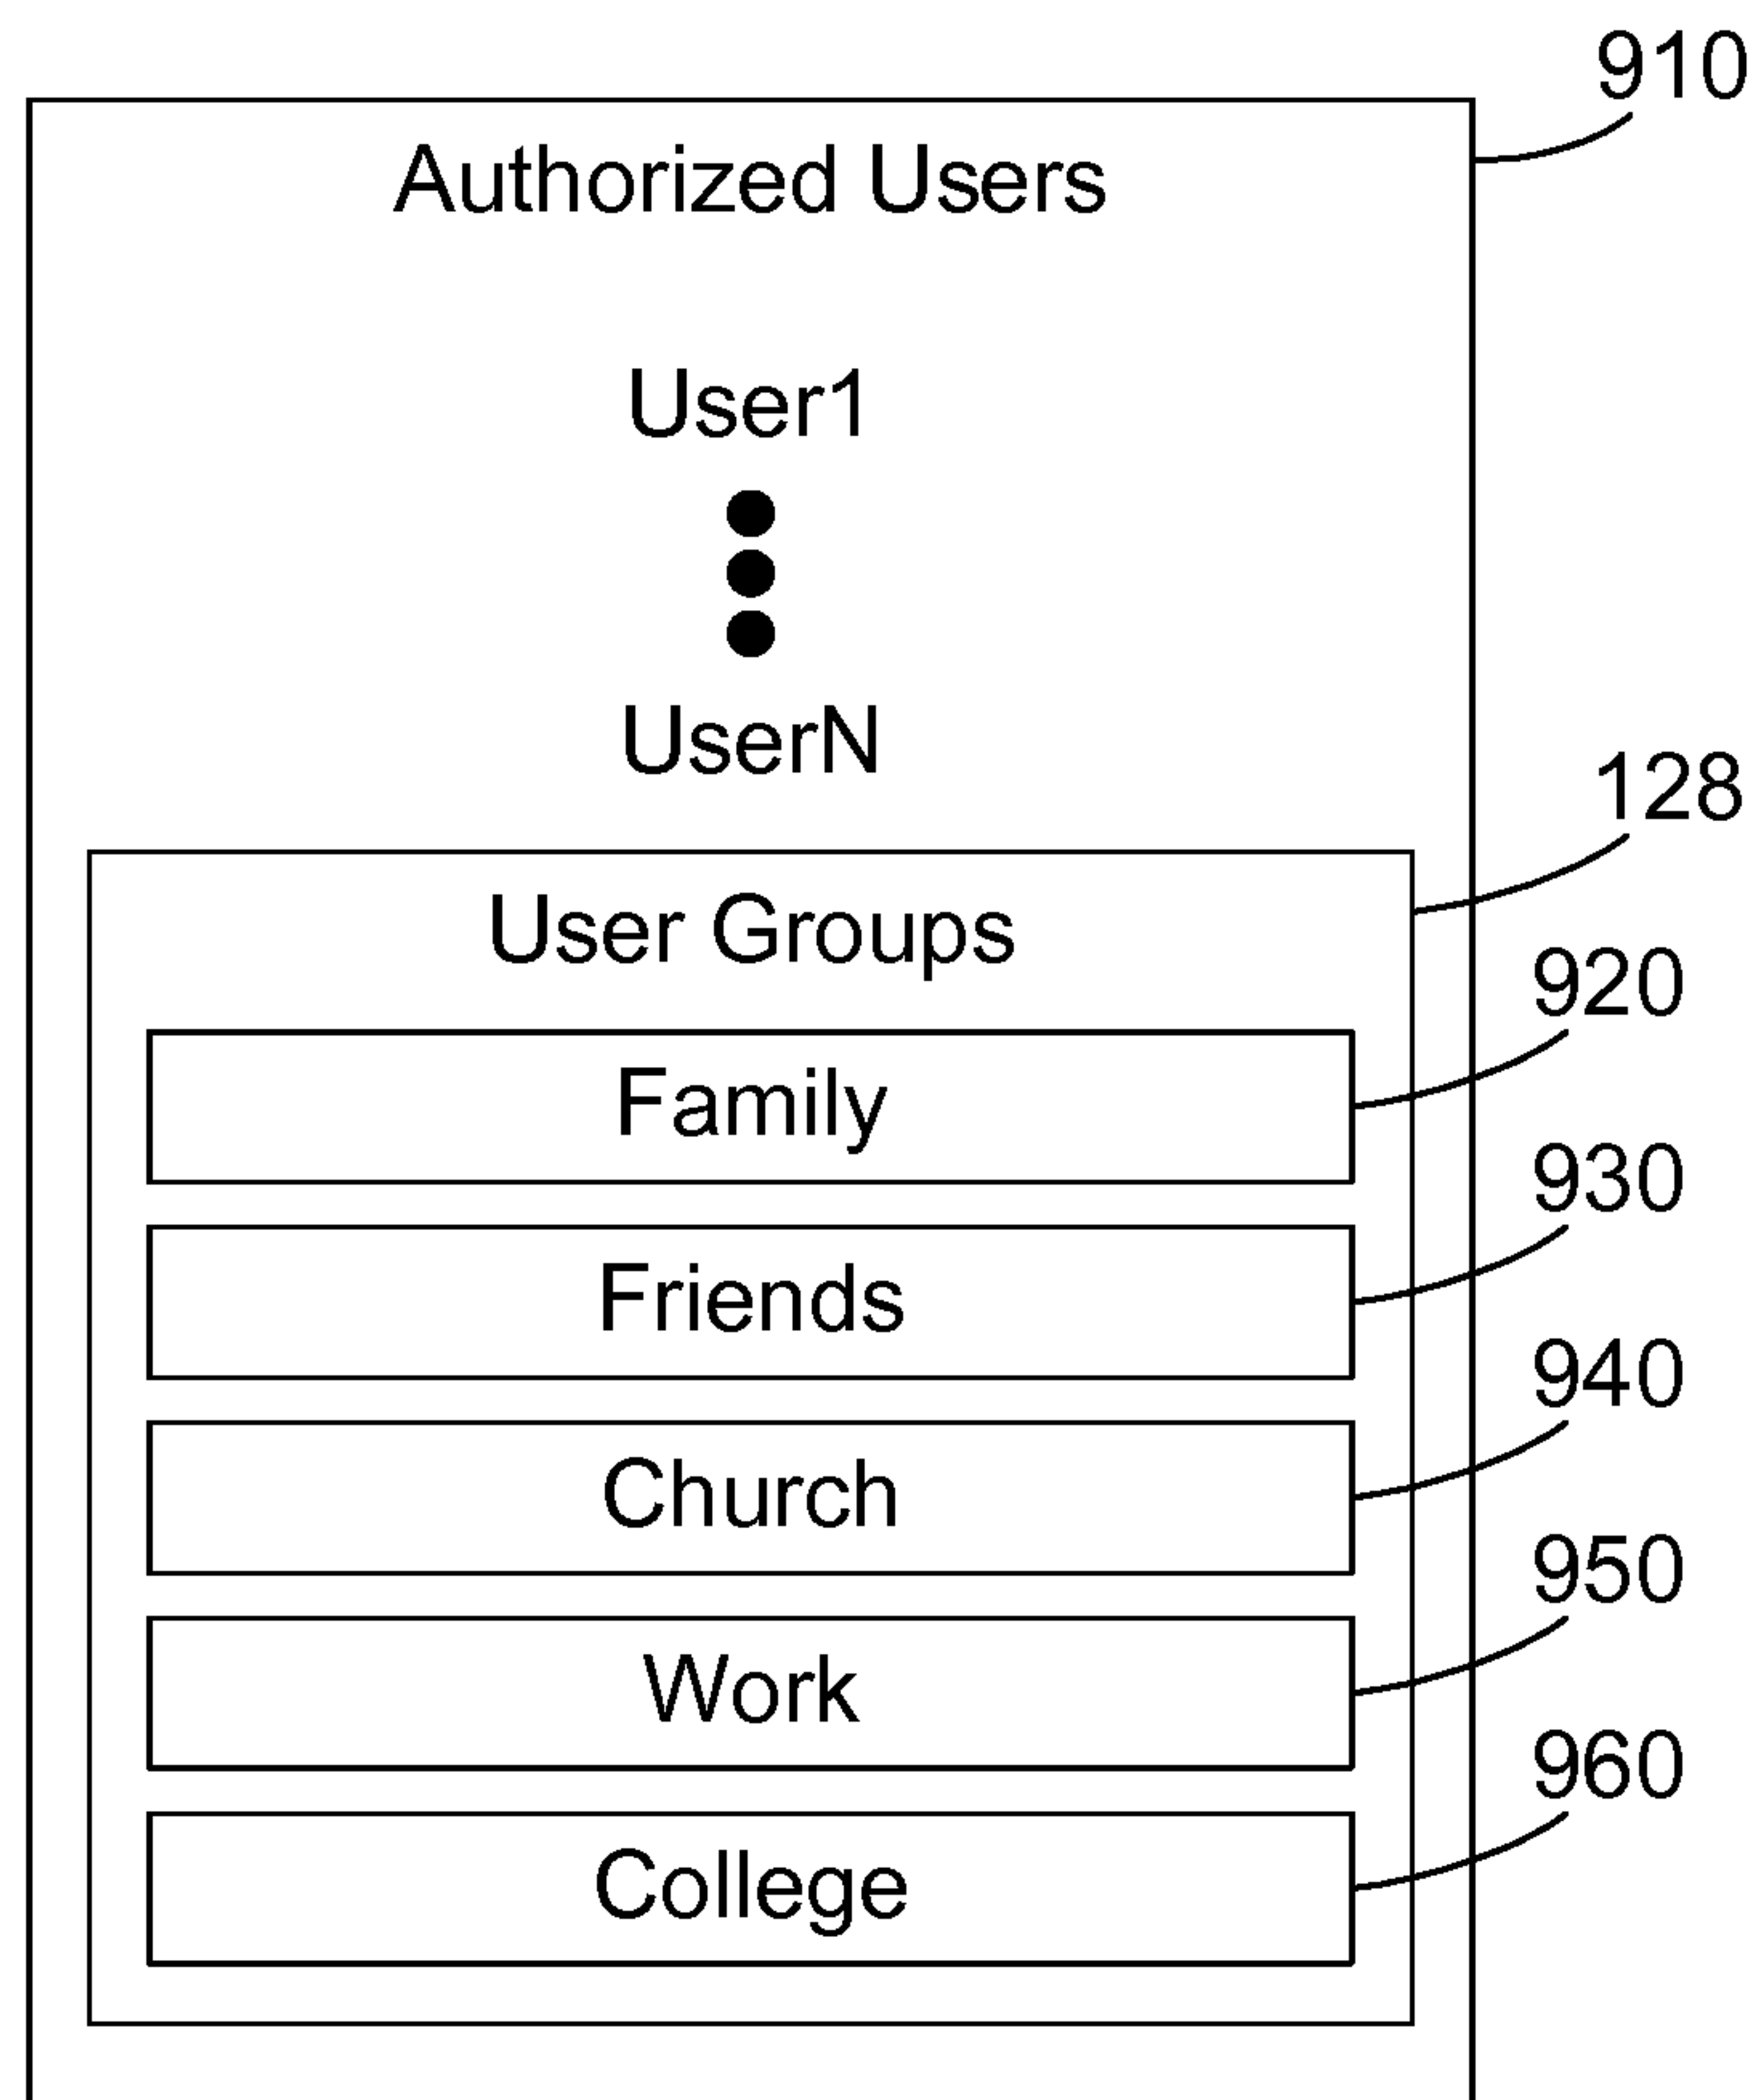 910
Authorized Users
User1
UserN
128
User Groups
920
Family
930
Friends
940
Church
950
Work
960
College